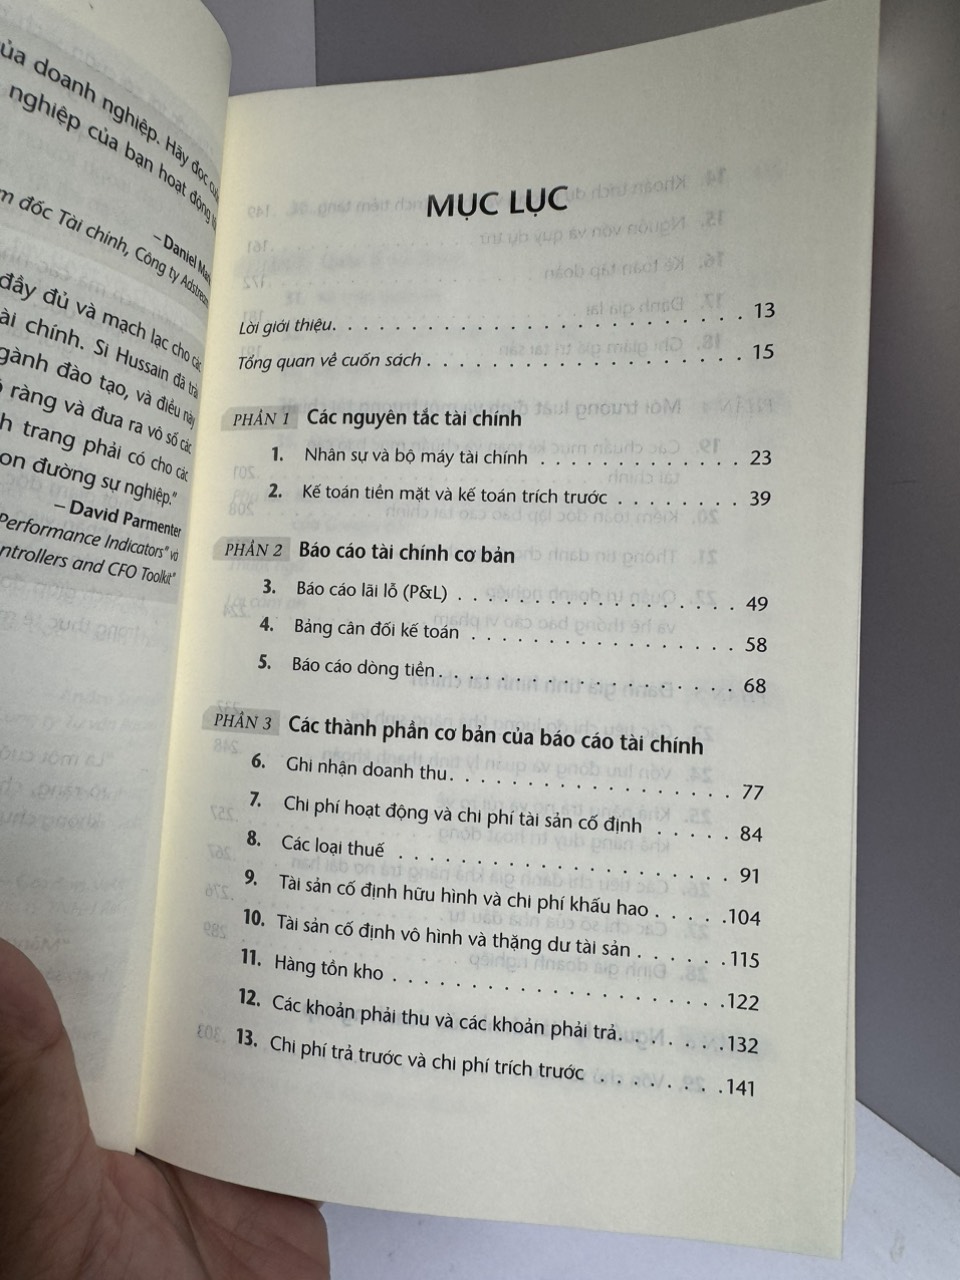 ủa doanh nghiệp. Hãy đọc cuốn
nghiệp của bạn hoạt động
– Daniel
m đốc Tài chính, Công ty Adstream
đầy đủ và mạch lạc cho các
ài chính. Si Hussain đã trả
gành đào tạo, và điều này
ràng và đưa ra vô số các
h trang phải có cho các
on đường sự nghiệp."
– David Parmenter
Performance Indicators" và
ntrollers and CFO Toolkit"
MỤC LỤC
Lời giới thiệu. . . . . . . . . . . . . . . . . . . . . . . . . . 13
Tổng quan về cuốn sách . . . . . . . . . . . . . . . . . . . . 15
PHẦN 1 Các nguyên tắc tài chính
1. Nhân sự và bộ máy tài chính . . . . . . . . . . . . . 23
2. Kế toán tiền mặt và kế toán trích trước . . . . . . . . 39
PHẦN 2 Báo cáo tài chính cơ bản
3. Báo cáo lãi lỗ (P&L) . . . . . . . . . . . . . . . . . . 49
4. Bảng cân đối kế toán . . . . . . . . . . . . . . . . . 58
5. Báo cáo dòng tiền. . . . . . . . . . . . . . . . . . . 68
PHẦN 3 Các thành phần cơ bản của báo cáo tài chính
6. Ghi nhận doanh thu. . . . . . . . . . . . . . . . . . 77
7. Chi phí hoạt động và chi phí tài sản cố định . . . . . 84
8. Các loại thuế . . . . . . . . . . . . . . . . . . . . . 91
9. Tài sản cố định hữu hình và chi phí khấu hao . . . . .104
10. Tài sản cố định vô hình và thặng dư tài sản . . . . . .115
11. Hàng tồn kho . . . . . . . . . . . . . . . . . . . . .122
12. Các khoản phải thu và các khoản phải trả. . . . . . .132
13. Chi phí trả trước và chi phí trích trước . . . . . . . .141